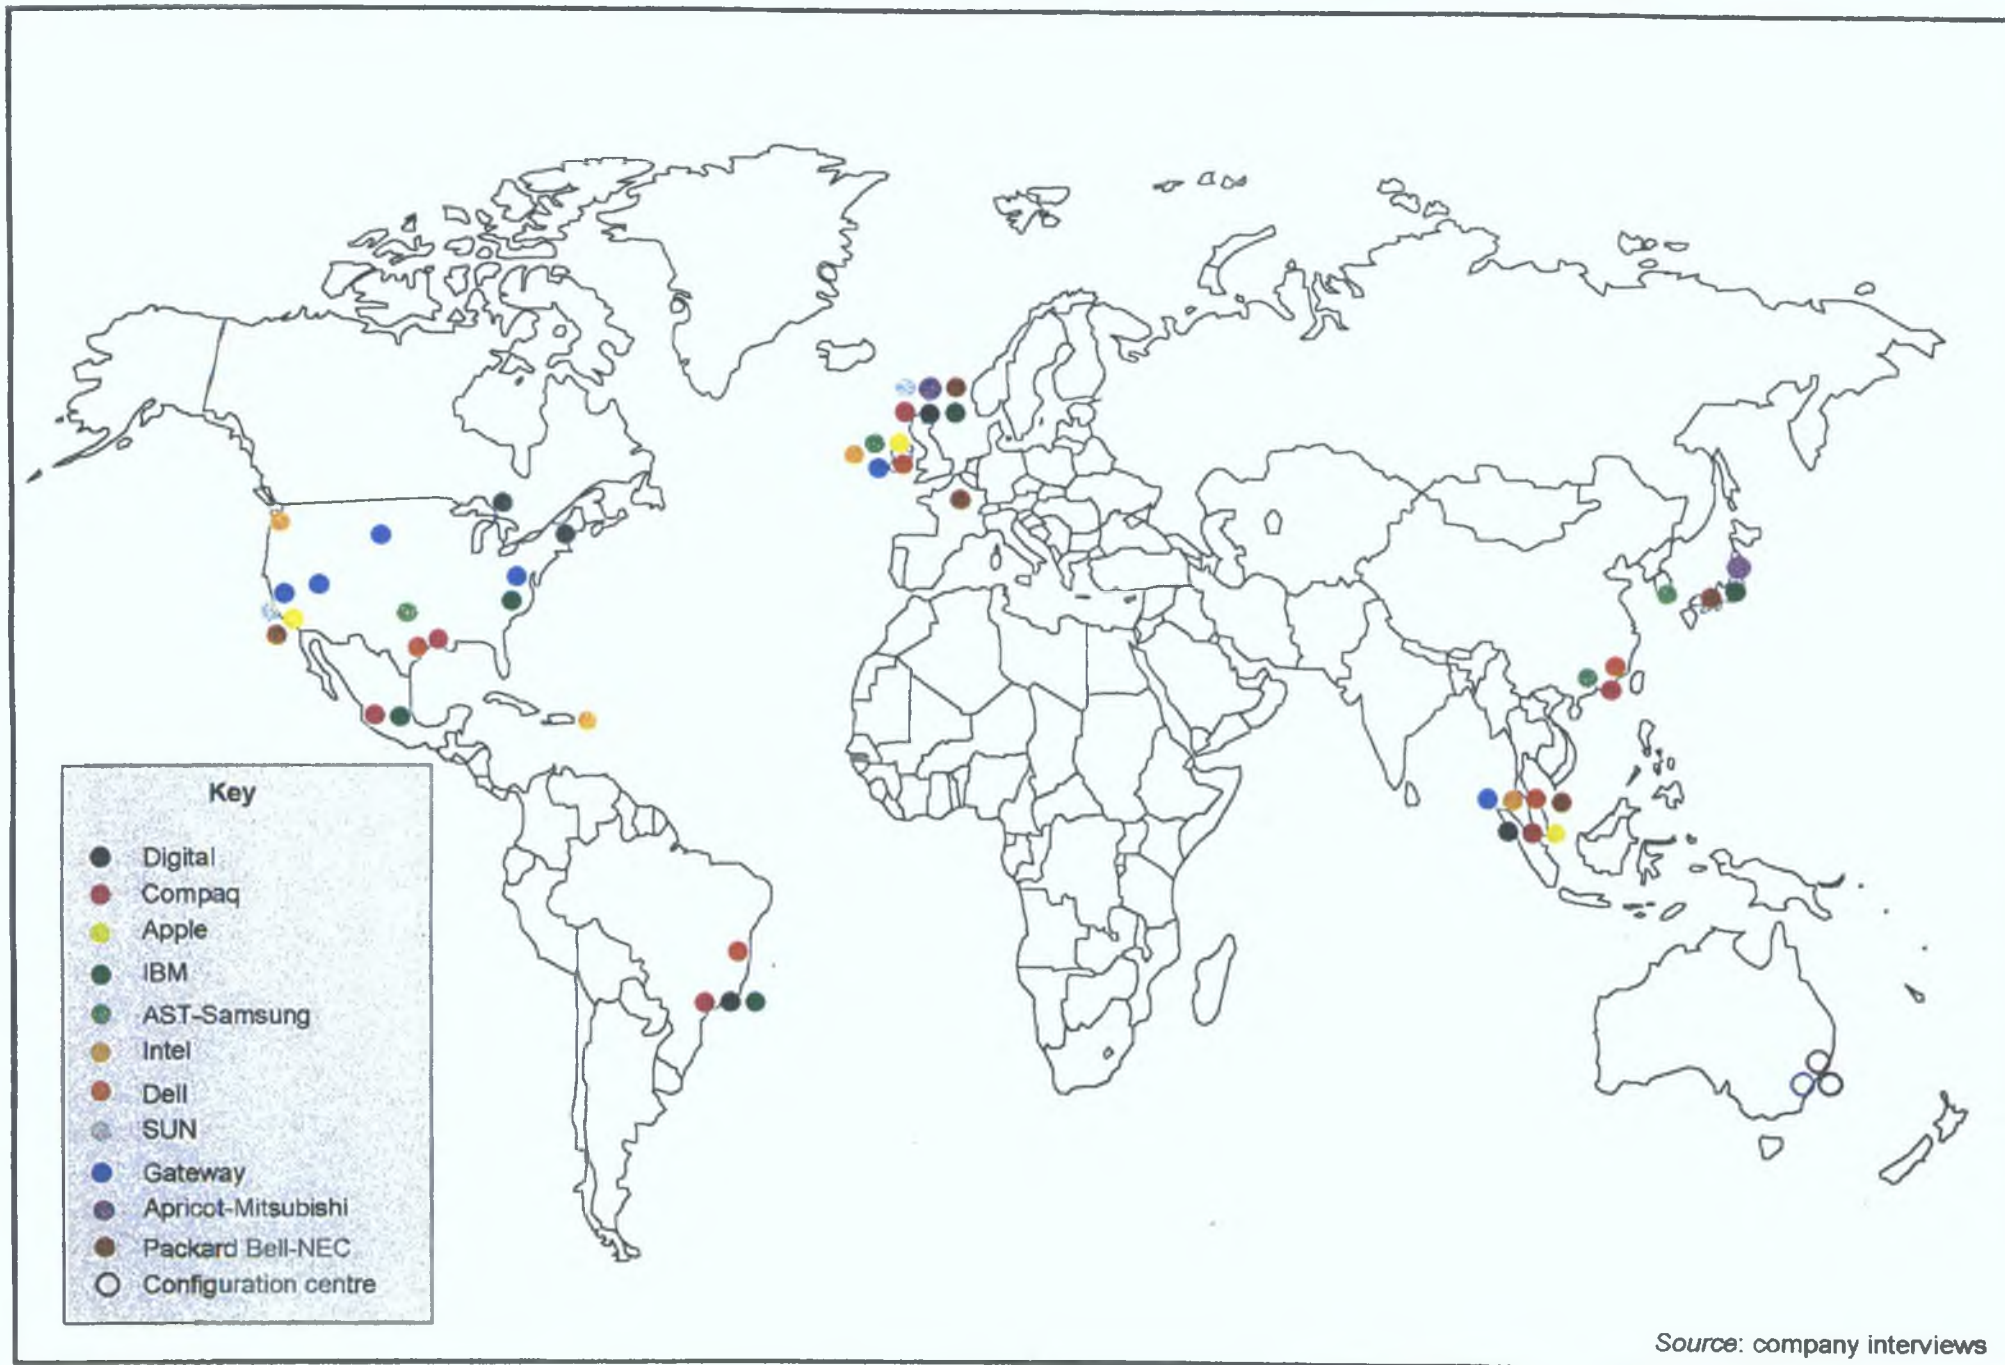 Key
Digital
Compaq
Apple
IBM
AST-Samsung
Intel
Dell
SUN
Gateway
Apricot-Mitsubishi
Packard Bell-NEC
Configuration centre
Source: company interviews